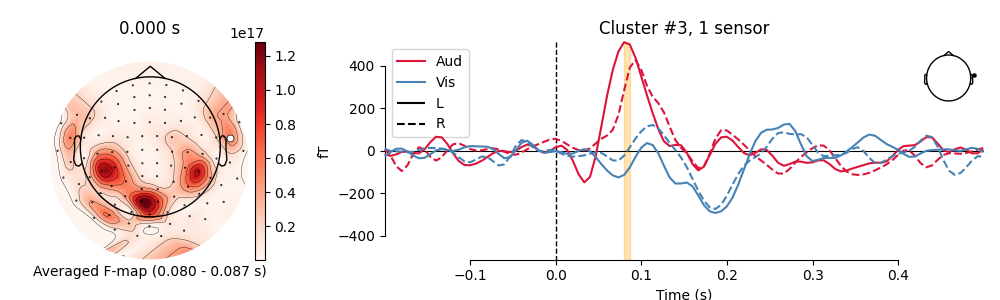 0.000 s
1e17
1.2
1.0
0.8
0.6
0.4
0.2
Averaged F-map (0.080 - 0.087 s)
Cluster #3, 1 sensor
Aud
Vis
L
R
fT
400
200
0
−200
−400
−0.1
0.0
0.1
0.2
0.3
0.4
Time (s)